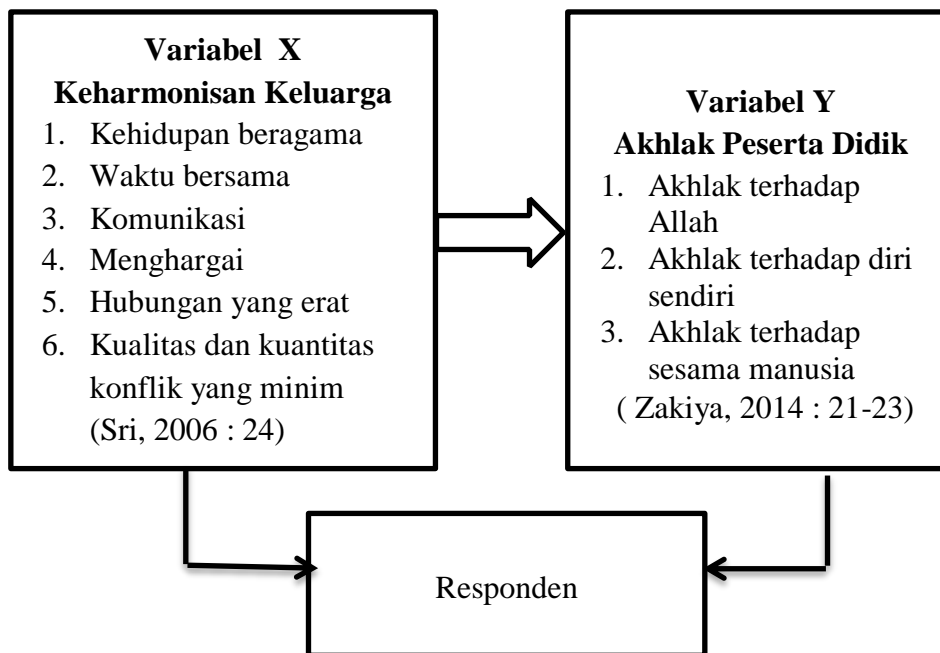 Variabel X
Keharmonisan Keluarga
1. Kehidupan beragama
2. Waktu bersama
3. Komunikasi
4. Menghargai
5. Hubungan yang erat
6. Kualitas dan kuantitas
konflik yang minim
(Sri, 2006 : 24)
Variabel Y
Akhlak Peserta Didik
1. Akhlak terhadap
Allah
2. Akhlak terhadap diri
sendiri
3. Akhlak terhadap
sesama manusia
( Zakiya, 2014 : 21-23)
Responden